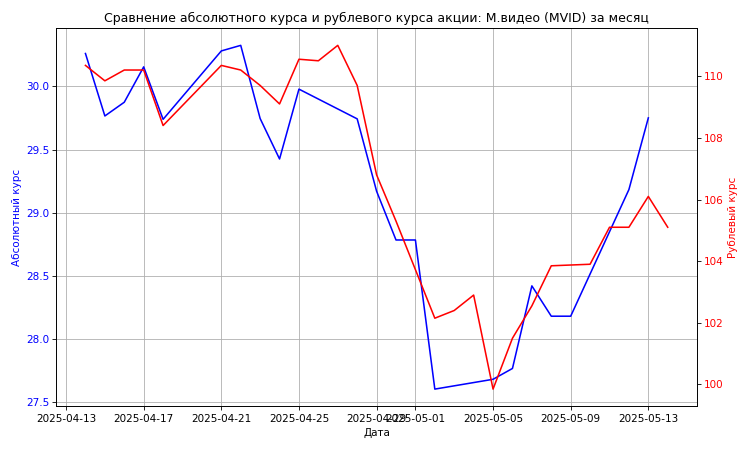 Сравнение абсолютного курса и рублевого курса акции: М.видео (MVID) за месяц
Абсолютный курс
30.0
29.5
29.0
28.5
28.0
27.5
110
108
106
104
102
100
Рублевый курс
2025-04-13 2025-04-17 2025-04-21 2025-04-25 2025-04-29 2025-05-01 2025-05-05 2025-05-09 2025-05-13
Дата